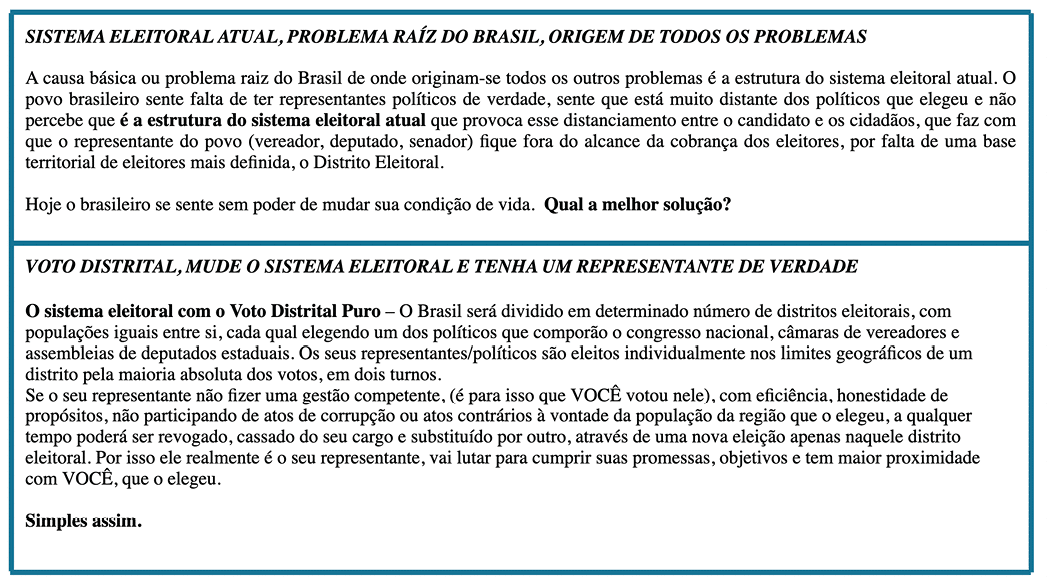 SISTEMA ELEITORAL ATUAL, PROBLEMA RAÍZ DO BRASIL, ORIGEM DE TODOS OS PROBLEMAS
A causa básica ou problema raiz do Brasil de onde originam-se todos os outros problemas é a estrutura do sistema eleitoral atual. O
povo brasileiro sente falta de ter representantes políticos de verdade, sente que está muito distante dos políticos que elegeu e não
percebe que é a estrutura do sistema eleitoral atual que provoca esse distanciamento entre o candidato e os cidadãos, que faz com
que o representante do povo (vereador, deputado, senador) fique fora do alcance da cobrança dos eleitores, por falta de uma base
territorial de eleitores mais definida, o Distrito Eleitoral.
Hoje o brasileiro se sente sem poder de mudar sua condição de vida. Qual a melhor solução?
VOTO DISTRITAL, MUDE O SISTEMA ELEITORAL E TENHA UM REPRESENTANTE DE VERDADE
O sistema eleitoral com o Voto Distrital Puro – O Brasil será dividido em determinado número de distritos eleitorais, com
populações iguais entre si, cada qual elegendo um dos políticos que comporão o congresso nacional, câmaras de vereadores e
assembleias de deputados estaduais. Os seus representantes/políticos são eleitos individualmente nos limites geográficos de um
distrito pela maioria absoluta dos votos, em dois turnos.
Se o seu representante não fizer uma gestão competente, (é para isso que VOCÊ votou nele), com eficiência, honestidade de
propósitos, não participando de atos de corrupção ou atos contrários à vontade da população da região que o elegeu, a qualquer
tempo poderá ser revogado, cassado do seu cargo e substituído por outro, através de uma nova eleição apenas naquele distrito
eleitoral. Por isso ele realmente é o seu representante, vai lutar para cumprir suas promessas, objetivos e tem maior proximidade
com VOCÊ, que o elegeu.
Simples assim.